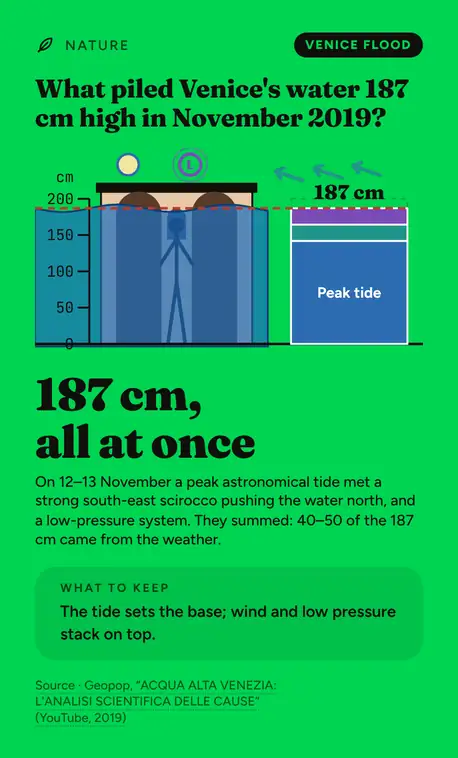 NATURE
VENICE FLOOD
What piled Venice's water 187
cm high in November 2019?
L
cm
187 cm
200
150
100
50
0
Peak tide
187 cm,
all at once
On 12–13 November a peak astronomical tide met a
strong south-east scirocco pushing the water north, and
a low-pressure system. They summed: 40–50 of the 187
cm came from the weather.
WHAT TO KEEP
The tide sets the base; wind and low pressure
stack on top.
Source · Geopop, “ACQUA ALTA VENEZIA:
L'ANALISI SCIENTIFICA DELLE CAUSE”
(YouTube, 2019)